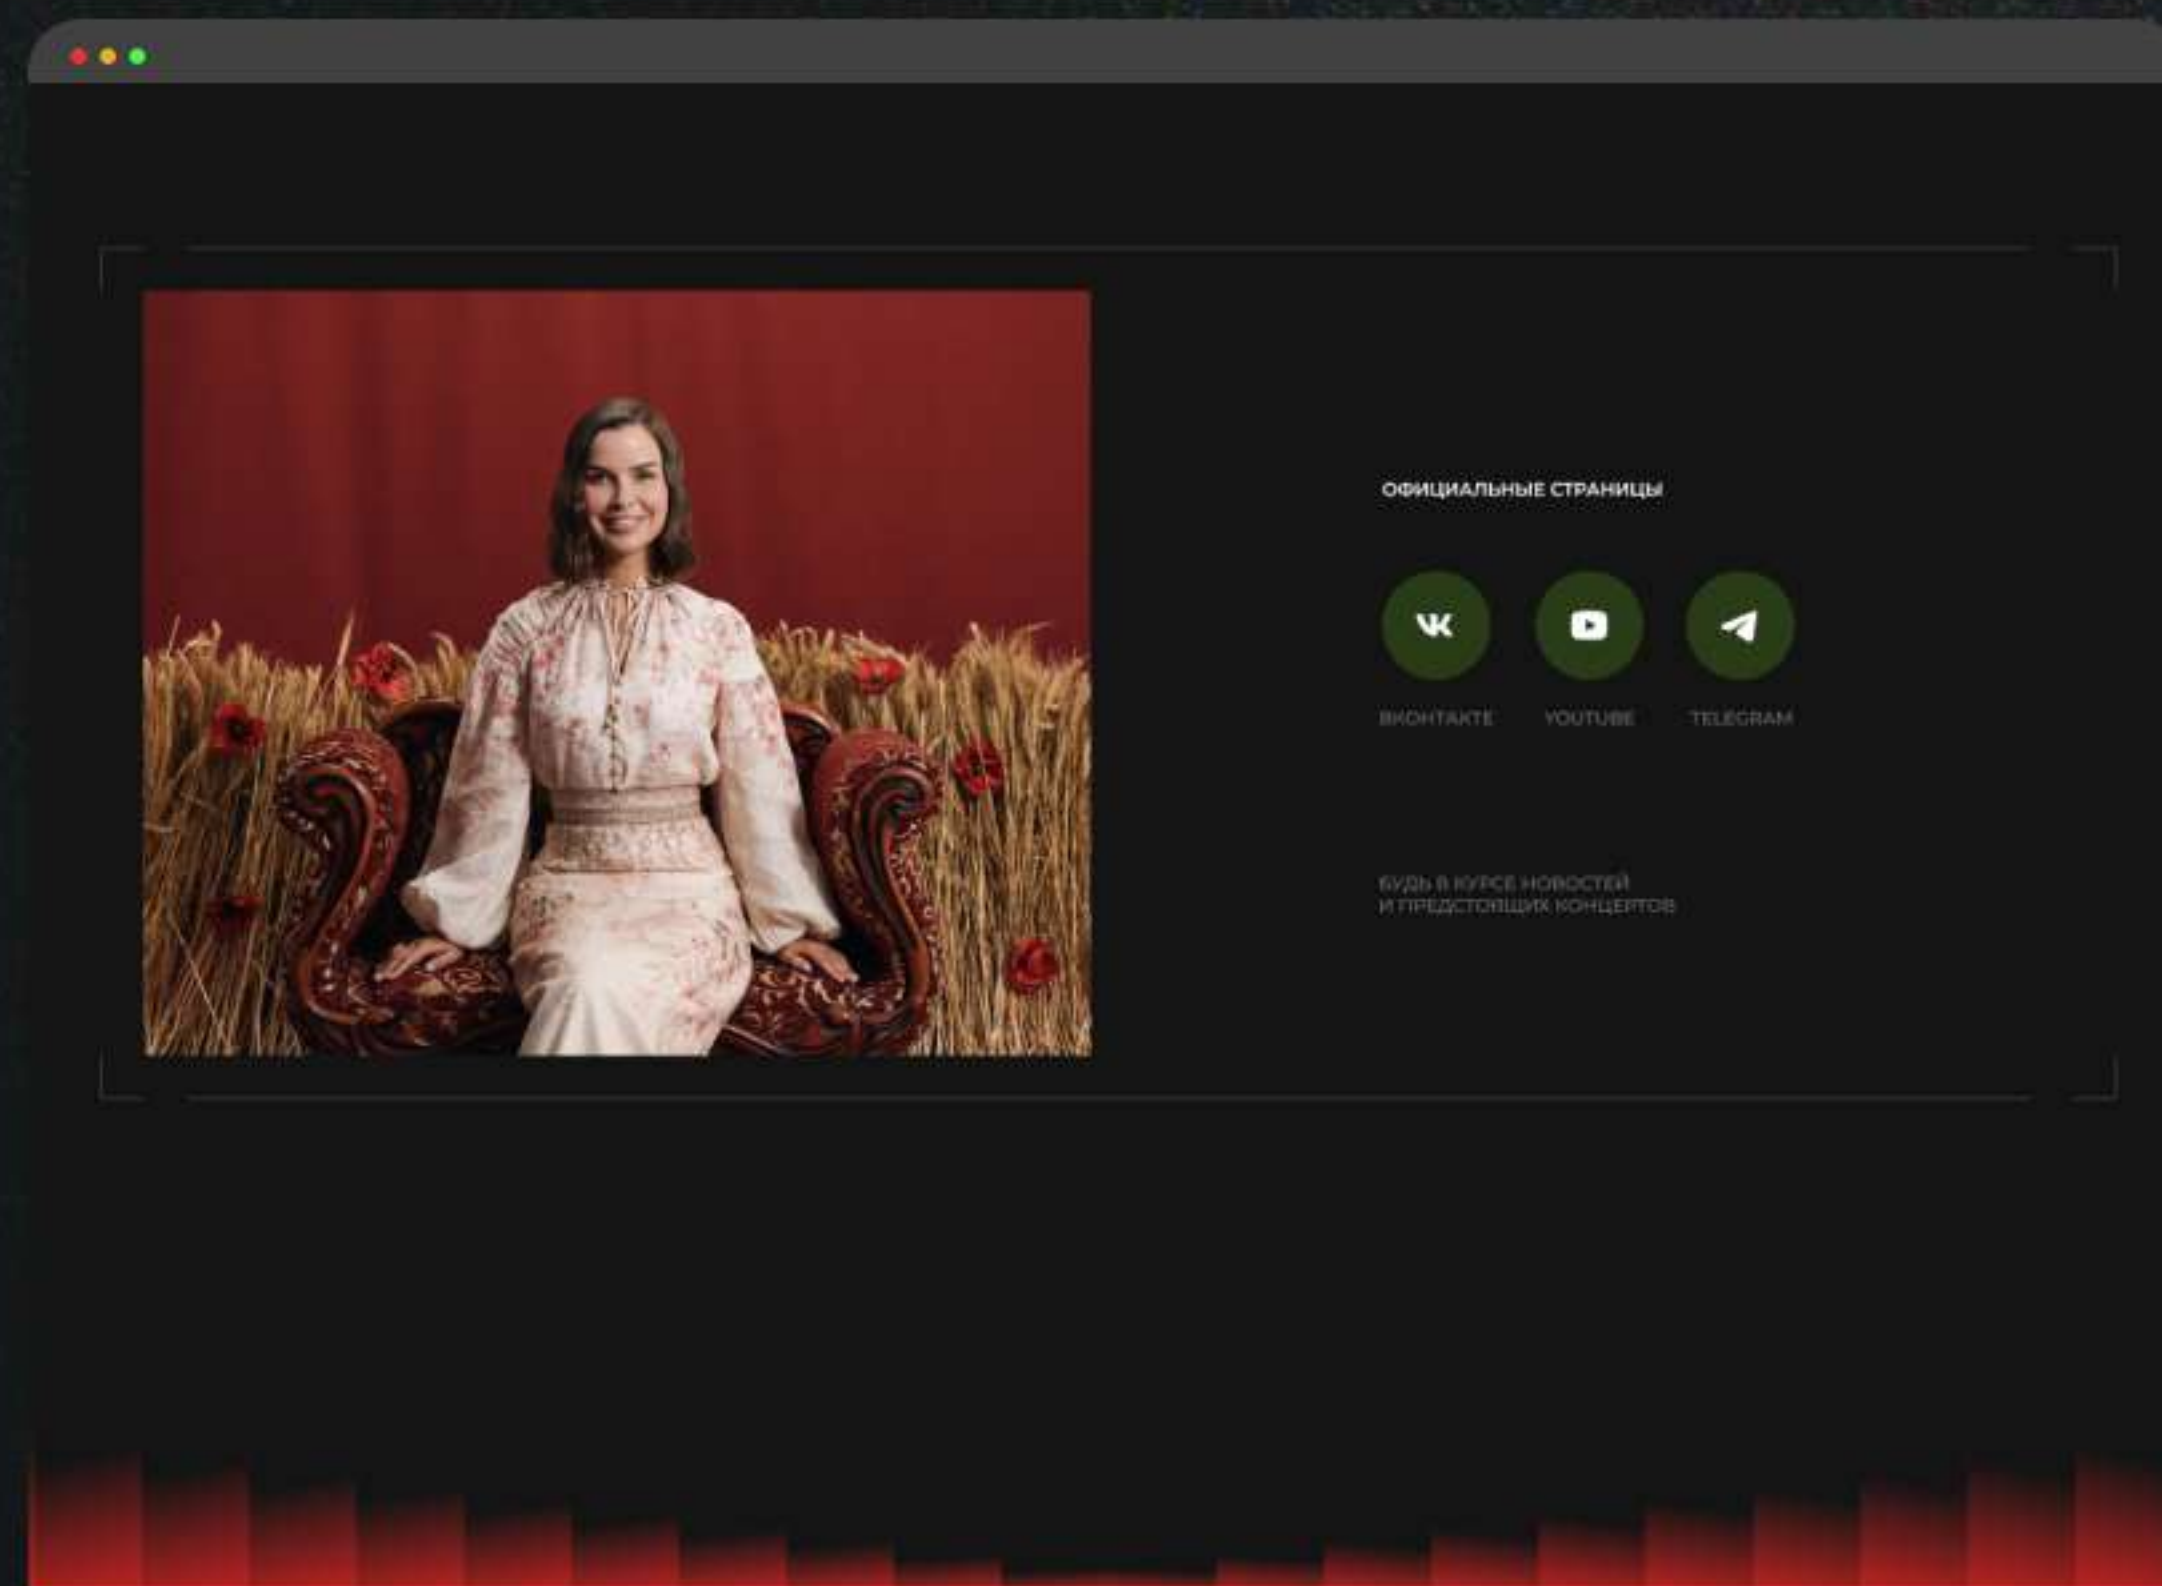 ОФИЦИАЛЬНЫЕ СТРАНИЦЫ
ВКОНТАКТЕ YOUTUBE TELEGRAM
БУДЬ В КУРСЕ НОВОСТЕЙ
И ПРЕДСТОЯЩИХ КОНЦЕРТОВ